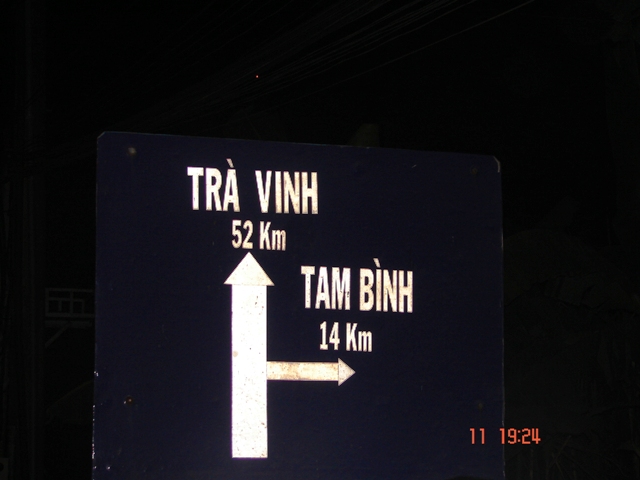 TRÀ VINH
52 Km
TAM BÌNH
14 Km
11 19:24